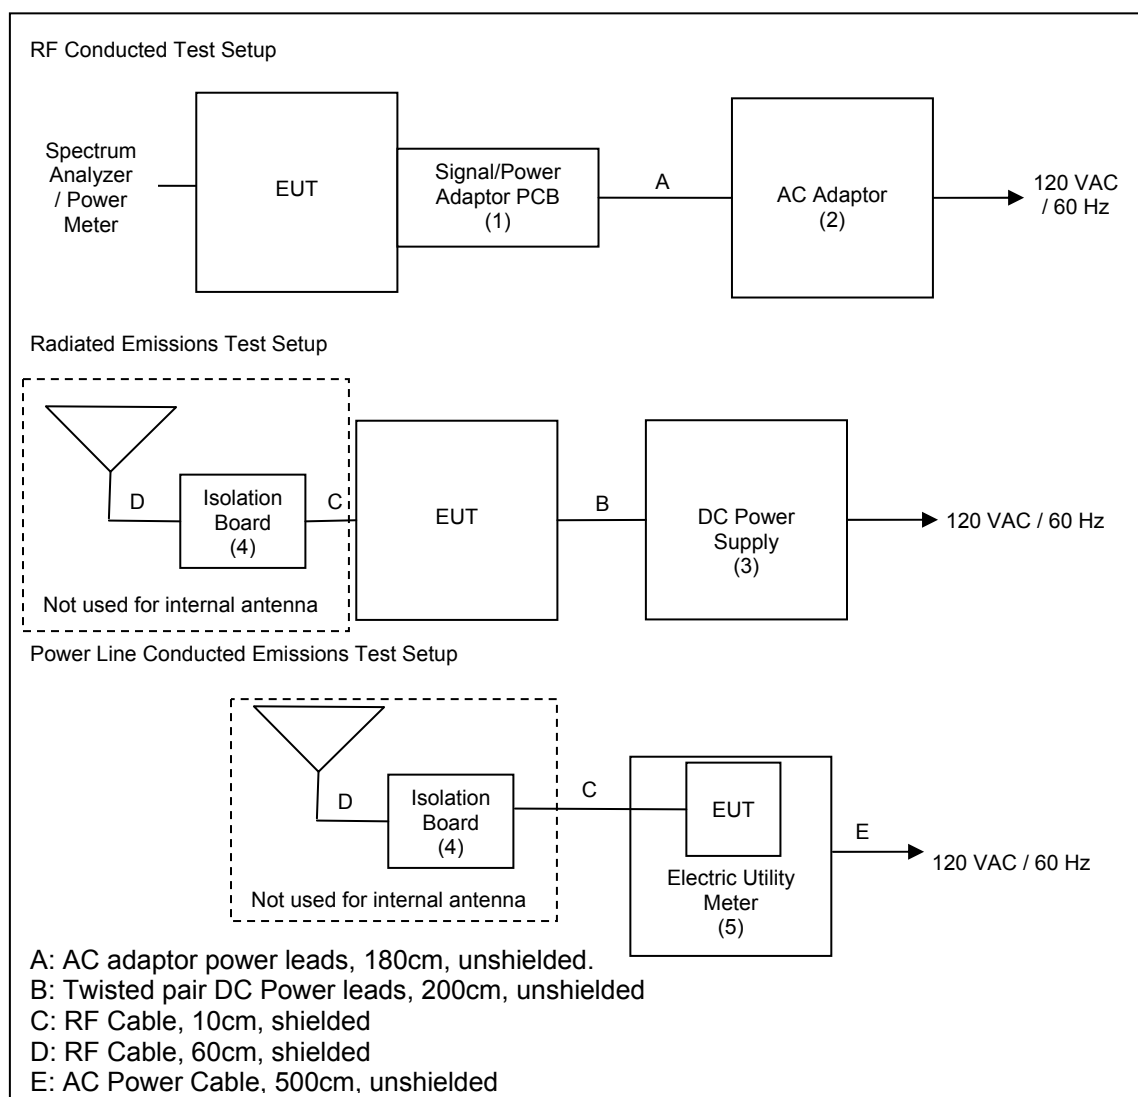 RF Conducted Test Setup
Spectrum
Analyzer
/ Power
Meter
EUT
Signal/Power
Adaptor PCB
(1)
A
AC Adaptor
(2)
120 VAC
/ 60 Hz
Radiated Emissions Test Setup
D
Isolation
Board
(4)
C
EUT
B
DC Power
Supply
(3)
120 VAC / 60 Hz
Not used for internal antenna
Power Line Conducted Emissions Test Setup
D
Isolation
Board
(4)
C
EUT
Electric Utility
Meter
(5)
E
120 VAC / 60 Hz
Not used for internal antenna
A: AC adaptor power leads, 180cm, unshielded.
B: Twisted pair DC Power leads, 200cm, unshielded
C: RF Cable, 10cm, shielded
D: RF Cable, 60cm, shielded
E: AC Power Cable, 500cm, unshielded